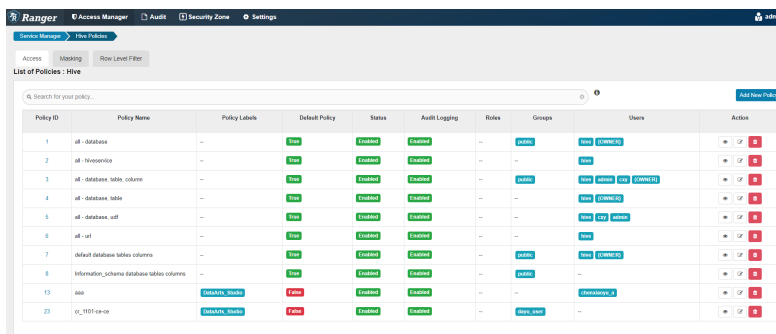 Ranger Access Manager Audit Security Zone Settings
Service Manager Hive Policies
Access Masking Row Level Filter
List of Policies : Hive
Search for your policy... Add New Policy
Policy ID Policy Name Policy Labels Default Policy Status Audit Logging Roles Groups Users Action
1 all - database -- True Enabled Enabled -- public hive {OWNER}
2 all - hiveservice -- True Enabled Enabled -- -- hive
3 all - database, table, column -- True Enabled Enabled -- public hive admin czy {OWNER}
4 all - database, table -- True Enabled Enabled -- -- hive {OWNER}
5 all - database, udf -- True Enabled Enabled -- -- hive czy admin
6 all - url -- True Enabled Enabled -- -- hive
7 default database tables columns -- True Enabled Enabled -- public hive {OWNER}
8 Information_schema database tables columns -- True Enabled Enabled -- public --
13 aaa DataArts_Studio False Enabled Enabled -- -- chenxiaoyu_a
23 cr_1101-ce-ce DataArts_Studio False Enabled Enabled -- dayu_user --